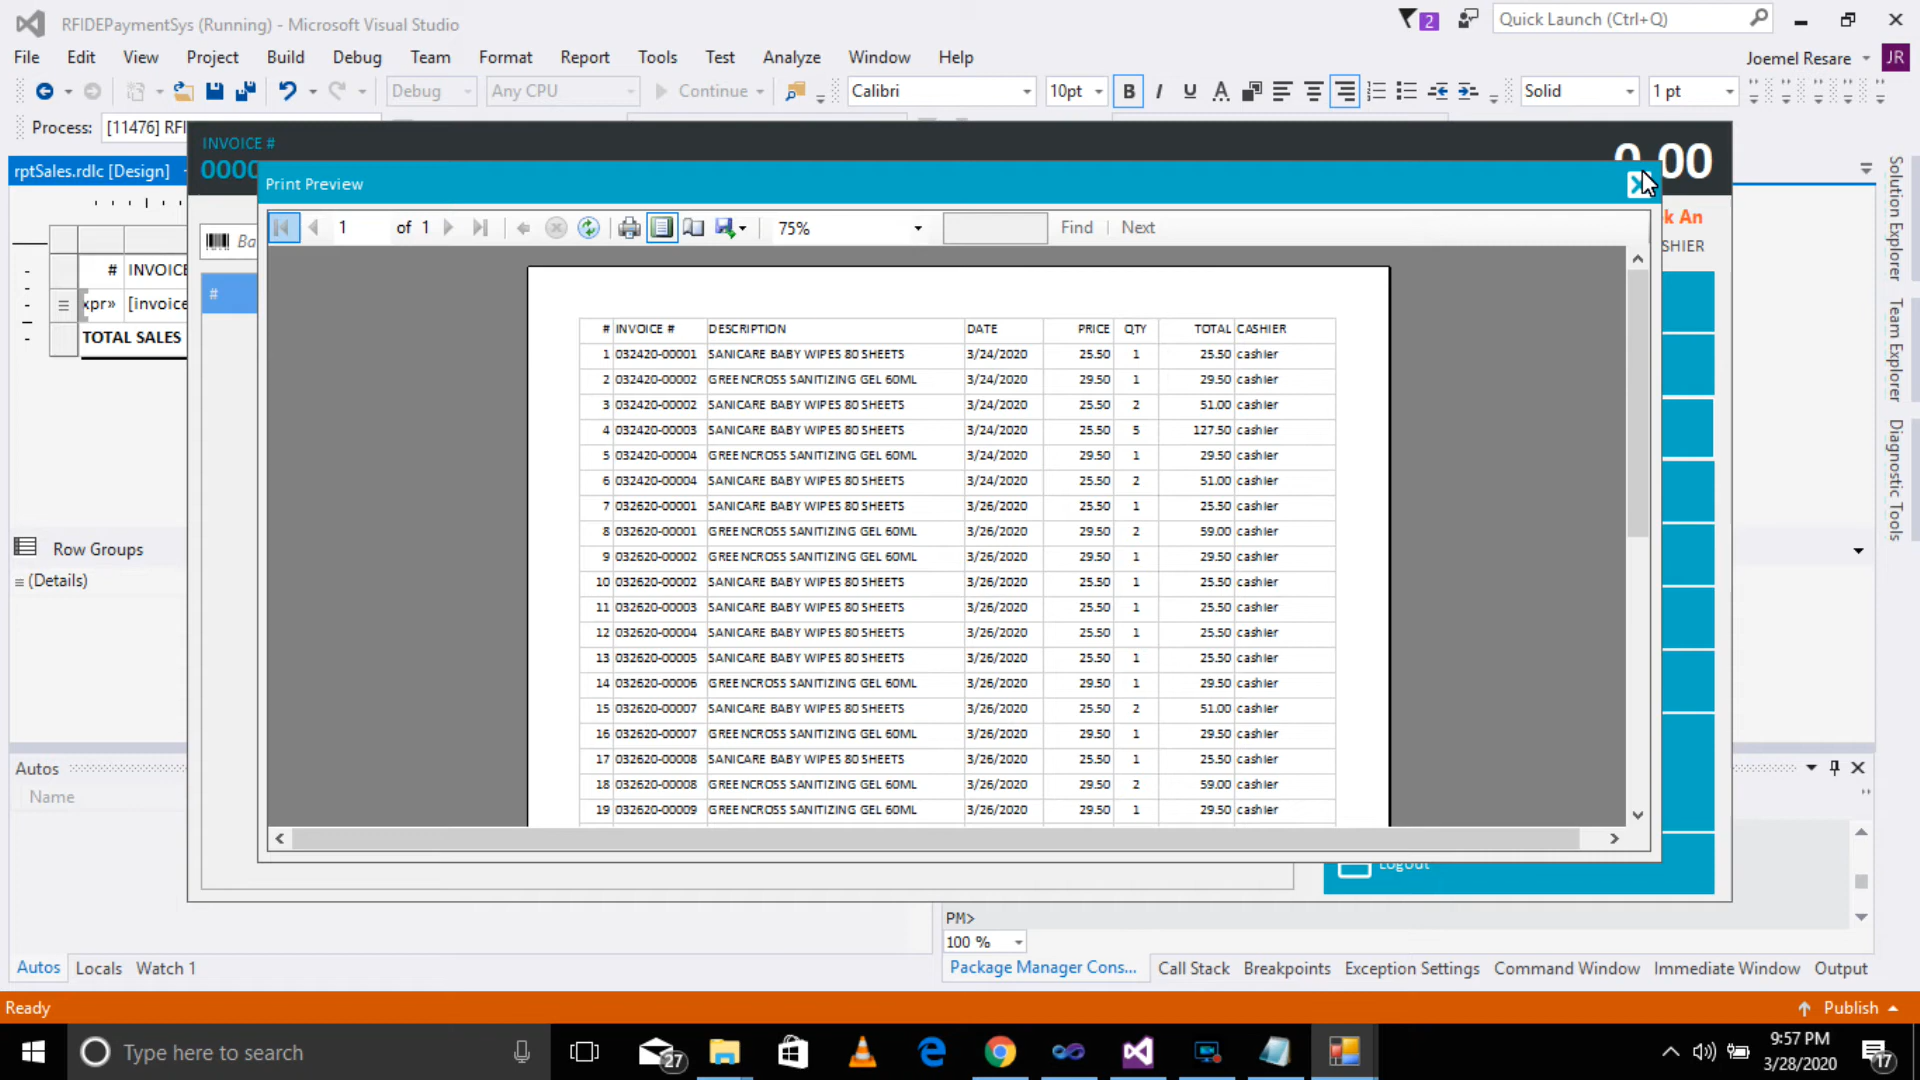 RFIDEPaymentSys (Running) - Microsoft Visual Studio
2
Quick Launch (Ctrl+Q)
File Edit View Project Build Debug Team Format Report Tools Test Analyze Window Help
Joemel Resare JR
Debug Any CPU Continue Calibri 10pt B I U A Solid 1 pt
Process: [11476] RFI
INVOICE #
0.00
rptSales.rdlc [Design]
0000
Print Preview
k An
SHIER
1 of 1 75% Find Next
Ba
# INVOICE
#
xpr» [invoice
TOTAL SALES
# INVOICE # DESCRIPTION DATE PRICE QTY TOTAL CASHIER
1 032420-00001 SANICARE BABY WIPES 80 SHEETS 3/24/2020 25.50 1 25.50 cashier
2 032420-00002 GREENCROSS SANITIZING GEL 60ML 3/24/2020 29.50 1 29.50 cashier
3 032420-00002 SANICARE BABY WIPES 80 SHEETS 3/24/2020 25.50 2 51.00 cashier
4 032420-00003 SANICARE BABY WIPES 80 SHEETS 3/24/2020 25.50 5 127.50 cashier
5 032420-00004 GREENCROSS SANITIZING GEL 60ML 3/24/2020 29.50 1 29.50 cashier
6 032420-00004 SANICARE BABY WIPES 80 SHEETS 3/24/2020 25.50 2 51.00 cashier
7 032620-00001 SANICARE BABY WIPES 80 SHEETS 3/26/2020 25.50 1 25.50 cashier
8 032620-00001 GREENCROSS SANITIZING GEL 60ML 3/26/2020 29.50 2 59.00 cashier
9 032620-00002 GREENCROSS SANITIZING GEL 60ML 3/26/2020 29.50 1 29.50 cashier
10 032620-00002 SANICARE BABY WIPES 80 SHEETS 3/26/2020 25.50 1 25.50 cashier
11 032620-00003 SANICARE BABY WIPES 80 SHEETS 3/26/2020 25.50 1 25.50 cashier
12 032620-00004 SANICARE BABY WIPES 80 SHEETS 3/26/2020 25.50 1 25.50 cashier
13 032620-00005 SANICARE BABY WIPES 80 SHEETS 3/26/2020 25.50 1 25.50 cashier
14 032620-00006 GREENCROSS SANITIZING GEL 60ML 3/26/2020 29.50 1 29.50 cashier
15 032620-00007 SANICARE BABY WIPES 80 SHEETS 3/26/2020 25.50 2 51.00 cashier
16 032620-00007 GREENCROSS SANITIZING GEL 60ML 3/26/2020 29.50 1 29.50 cashier
17 032620-00008 SANICARE BABY WIPES 80 SHEETS 3/26/2020 25.50 1 25.50 cashier
18 032620-00008 GREENCROSS SANITIZING GEL 60ML 3/26/2020 29.50 2 59.00 cashier
19 032620-00009 GREENCROSS SANITIZING GEL 60ML 3/26/2020 29.50 1 29.50 cashier
Solution Explorer
Team Explorer
Diagnostic Tools
Row Groups
(Details)
Autos
Name
Logout
PM>
100 %
Autos Locals Watch 1
Package Manager Cons... Call Stack Breakpoints Exception Settings Command Window Immediate Window Output
Ready
Publish
Type here to search
27
9:57 PM
3/28/2020
17